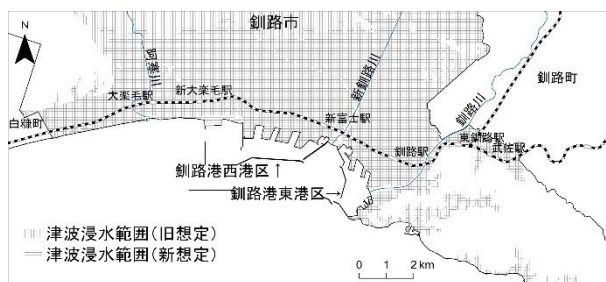 N
釧路市
阿寒川
新釧路川
釧路川
釧路町
新大楽毛駅
大楽毛駅
白糠町
新富士駅
東釧路駅
武佐駅
釧路駅
釧路港西港区↑
釧路港東港区→
津波浸水範囲(旧想定)
津波浸水範囲(新想定)
0 1 2 km